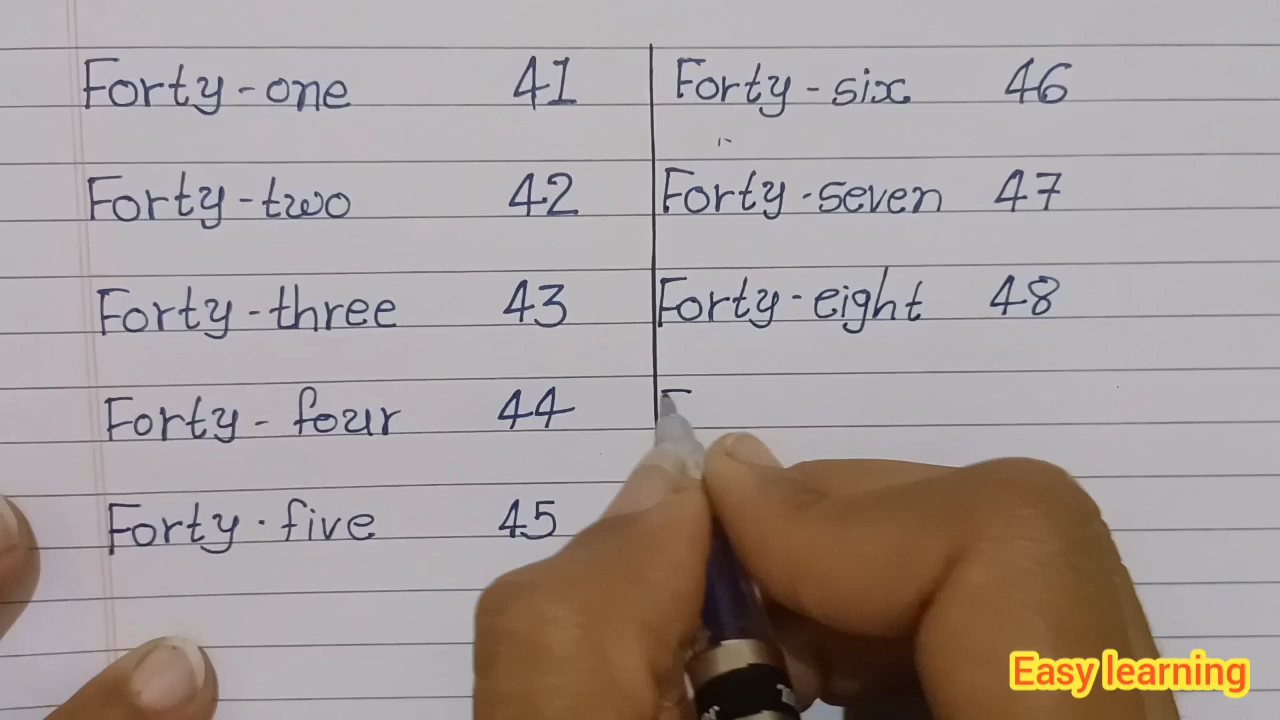 Forty-one 41
Forty-two 42
Forty-three 43
Forty-four 44
Forty-five 45
Forty-six 46
Forty-seven 47
Forty-eight 48
Easy learning